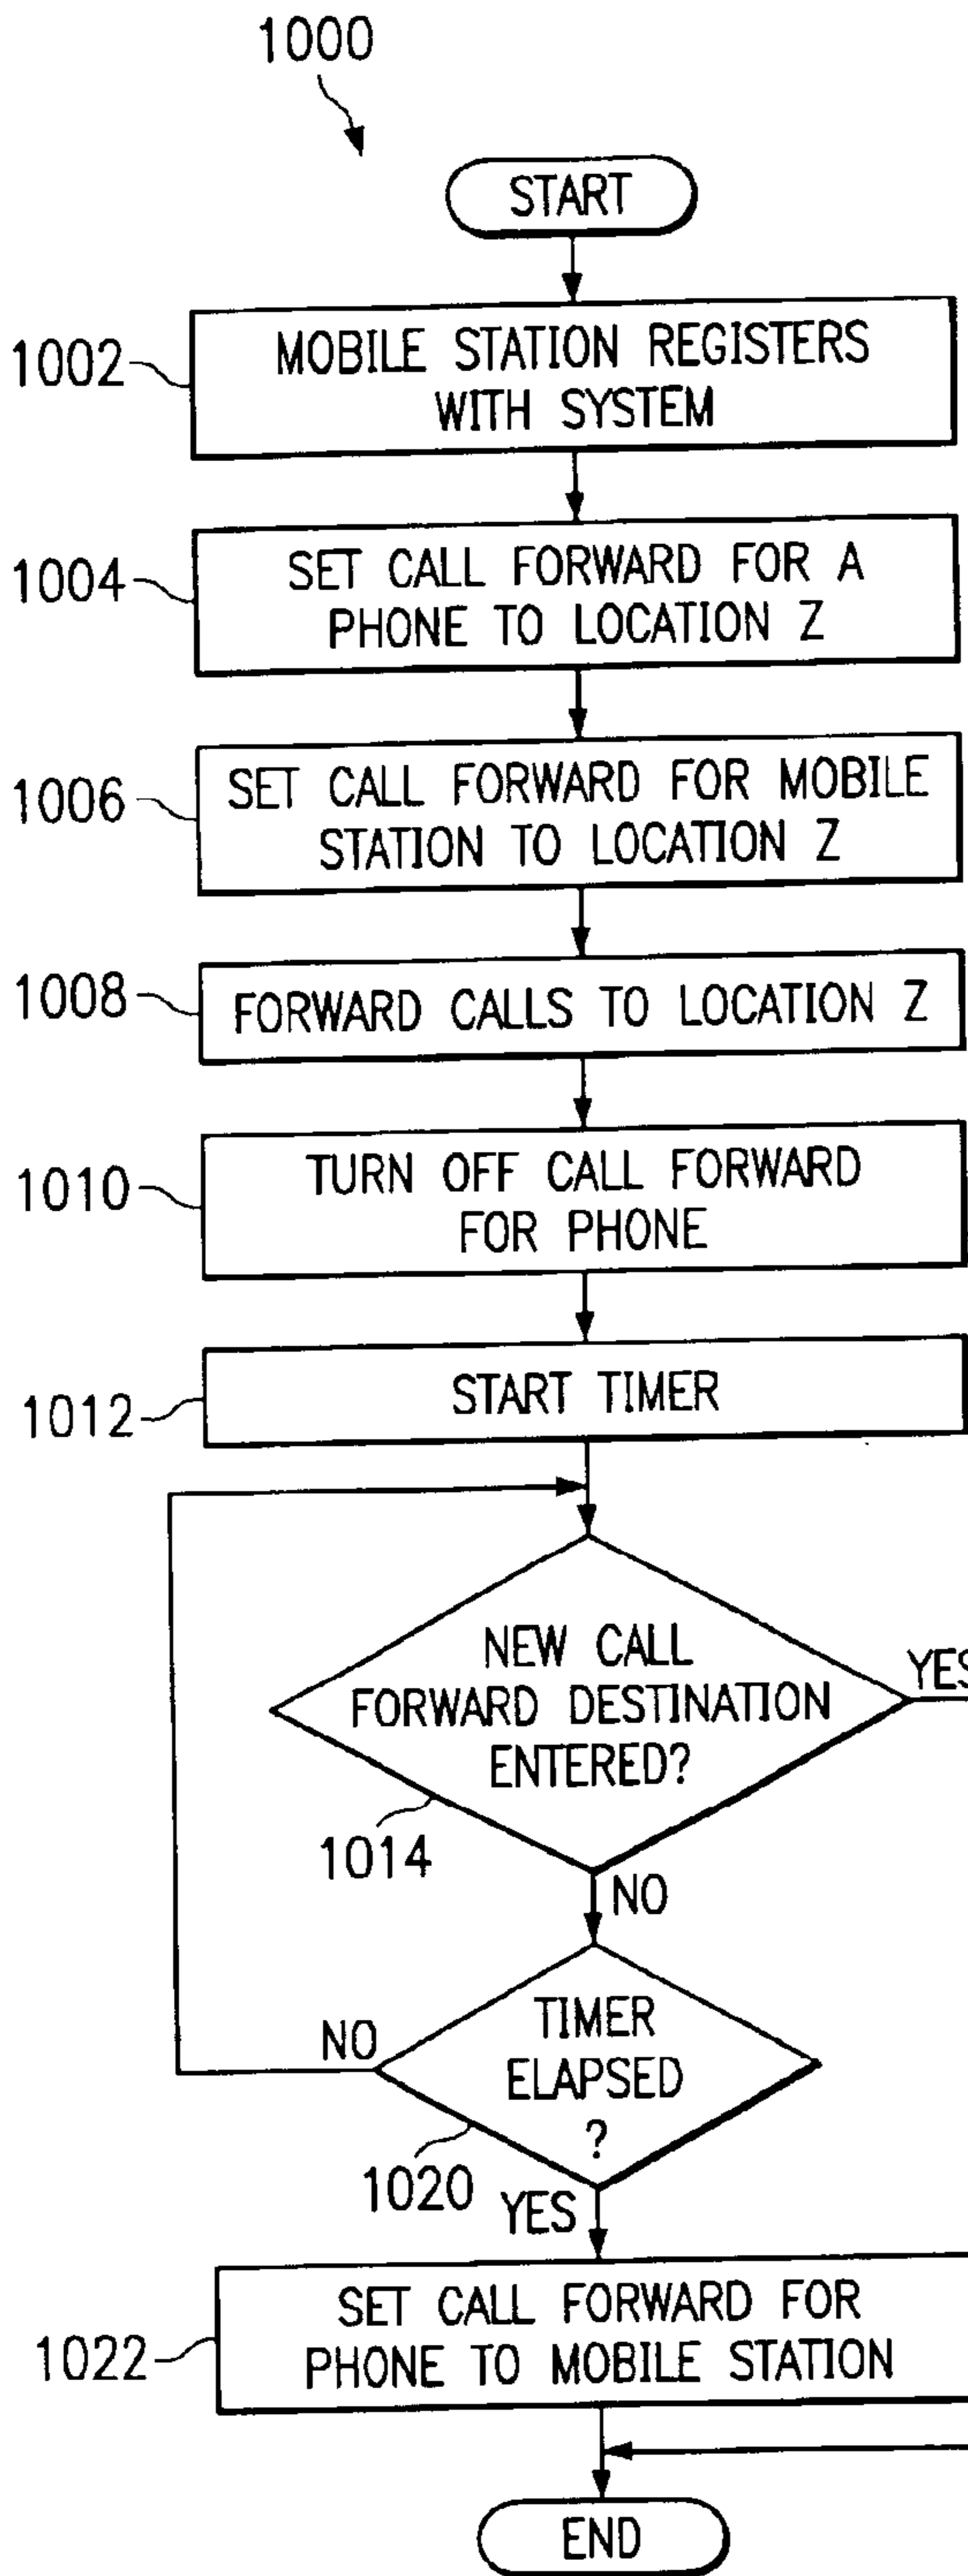 1000
START
1002
MOBILE STATION REGISTERS
WITH SYSTEM
1004
SET CALL FORWARD FOR A
PHONE TO LOCATION Z
1006
SET CALL FORWARD FOR MOBILE
STATION TO LOCATION Z
1008
FORWARD CALLS TO LOCATION Z
1010
TURN OFF CALL FORWARD
FOR PHONE
1012
START TIMER
NEW CALL
FORWARD DESTINATION
ENTERED?
YES
1014
NO
TIMER
ELAPSED
?
NO
1020
YES
1022
SET CALL FORWARD FOR
PHONE TO MOBILE STATION
END